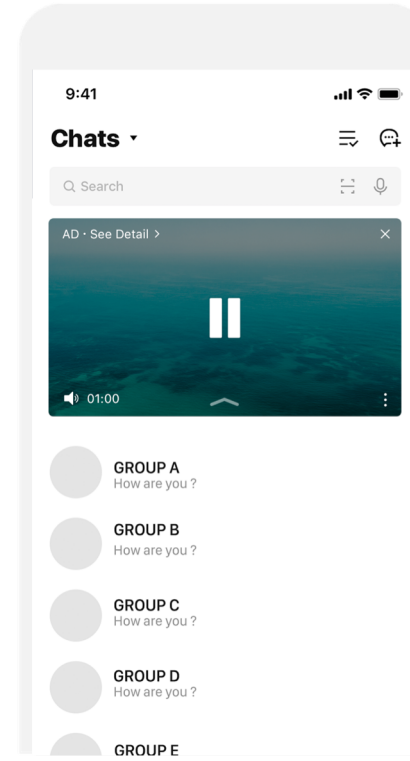 9:41
Chats
Search
AD · See Detail >
01:00
GROUP A
How are you ?
GROUP B
How are you ?
GROUP C
How are you ?
GROUP D
How are you ?
GROUP E